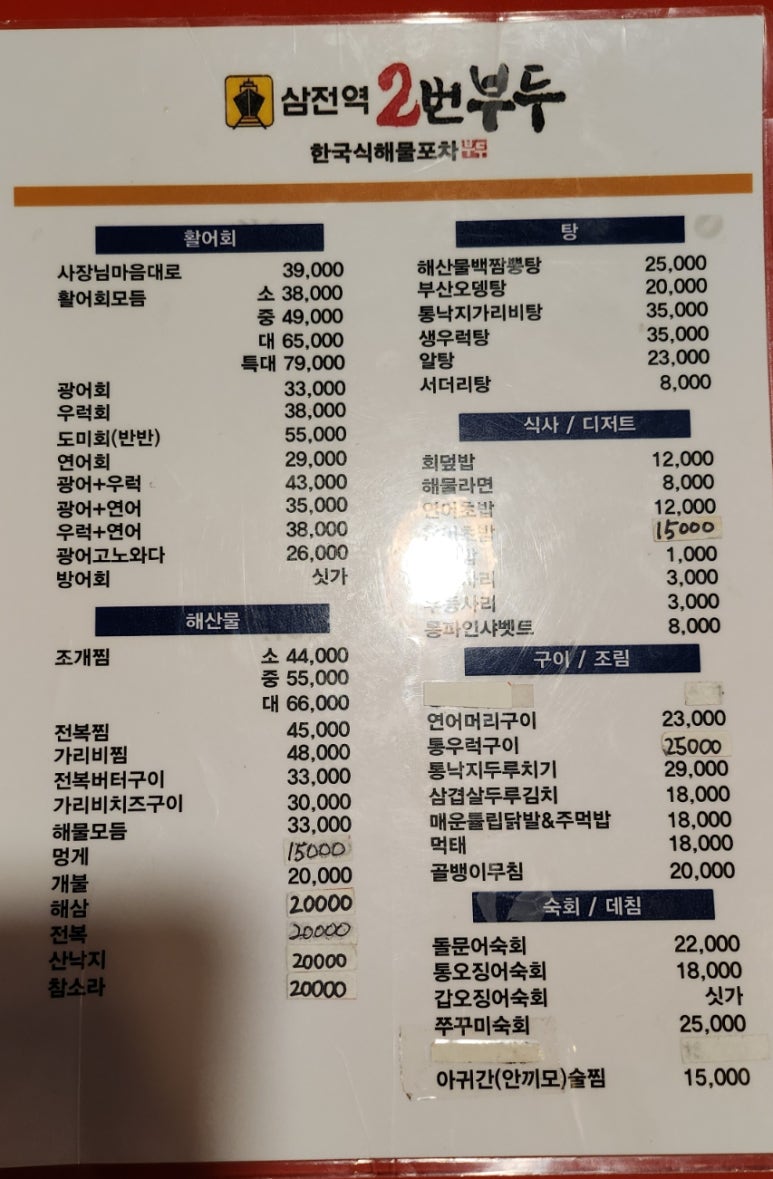 삼전역 2번부두
한국식해물포차 부두
활어회
사장님마음대로 39,000
활어회모듬 소 38,000
중 49,000
대 65,000
특대 79,000
광어회 33,000
우럭회 38,000
도미회(반반) 55,000
연어회 29,000
광어+우럭 43,000
광어+연어 35,000
우럭+연어 38,000
광어고노와다 26,000
방어회 싯가
해산물
조개찜 소 44,000
중 55,000
대 66,000
전복찜 45,000
가리비찜 48,000
전복버터구이 33,000
가리비치즈구이 30,000
해물모듬 33,000
멍게 15000
개불 20,000
해삼 20000
전복 20000
산낙지 20000
참소라 20000
탕
해산물백짬뽕탕 25,000
부산오뎅탕 20,000
통낙지가리비탕 35,000
생우럭탕 35,000
알탕 23,000
서더리탕 8,000
식사 / 디저트
회덮밥 12,000
해물라면 8,000
연어초밥 12,000
15000
1,000
사리 3,000
우동사리 3,000
통파인샤벳트 8,000
구이 / 조림
연어머리구이 23,000
통우럭구이 25000
통낙지두루치기 29,000
삼겹살두루김치 18,000
매운튤립닭발&주먹밥 18,000
먹태 18,000
골뱅이무침 20,000
숙회 / 데침
돌문어숙회 22,000
통오징어숙회 18,000
갑오징어숙회 싯가
쭈꾸미숙회 25,000
아귀간(안끼모)술찜 15,000